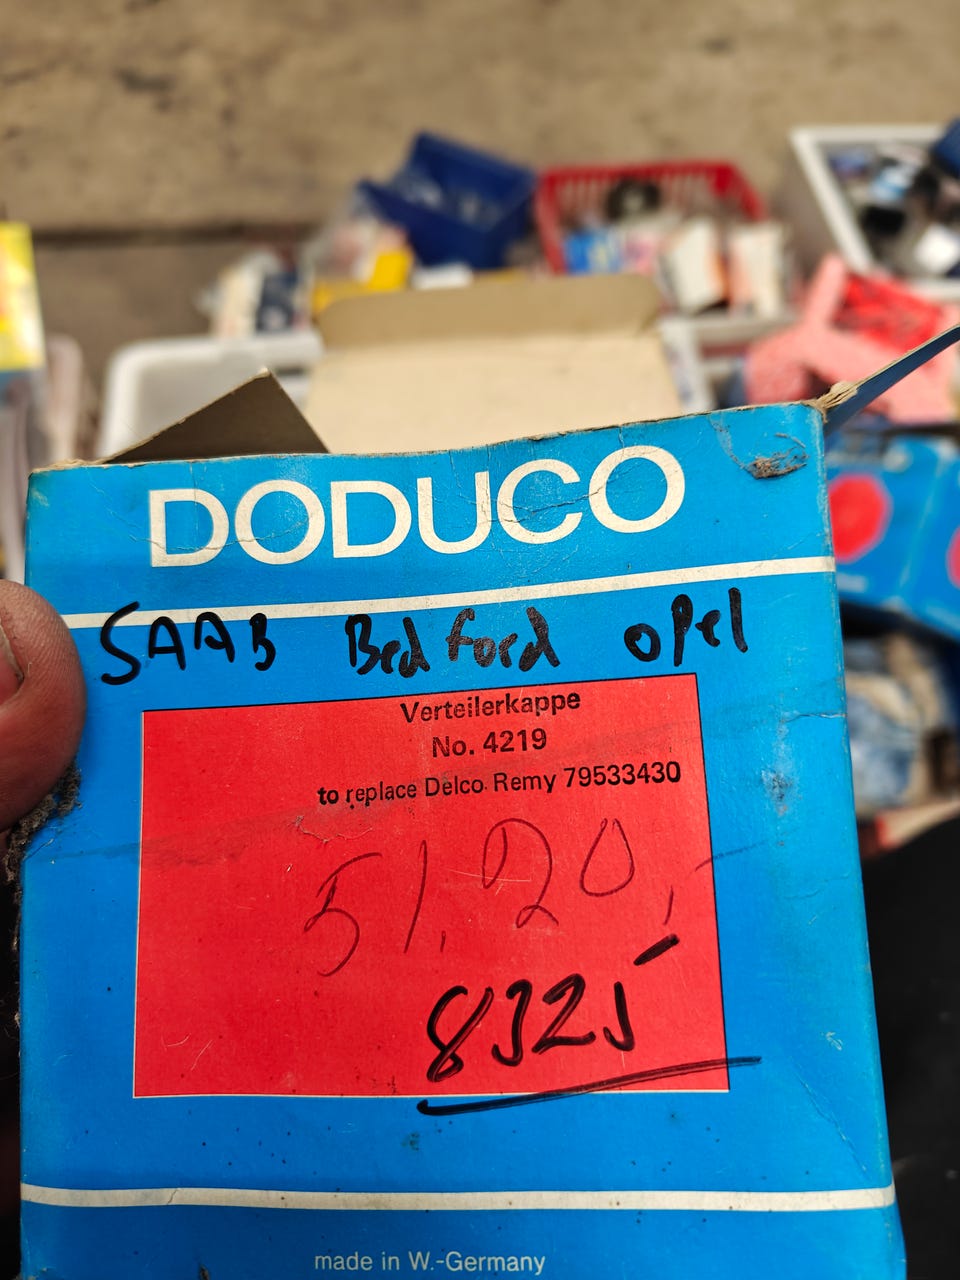 DODUCO
SAAB Bedford opel
Verteilerkappe
No. 4219
to replace Delco Remy 79533430
51,20,-
8325
made in W.-Germany